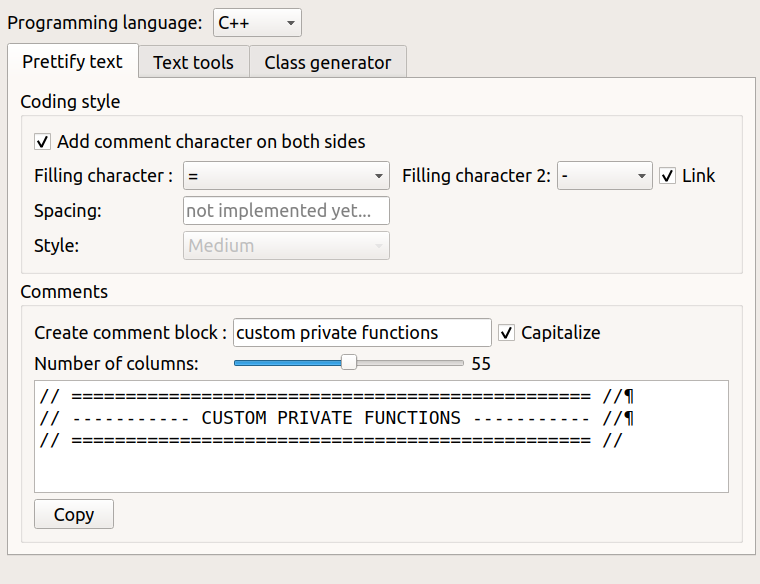 Programming language: C++
Prettify text Text tools Class generator
Coding style
✓ Add comment character on both sides
Filling character : = Filling character 2: - ✓ Link
Spacing: not implemented yet...
Style: Medium
Comments
Create comment block : custom private functions ✓ Capitalize
Number of columns: 55
// ================================================ //¶
// ----------- CUSTOM PRIVATE FUNCTIONS ----------- //¶
// ================================================ //
Copy